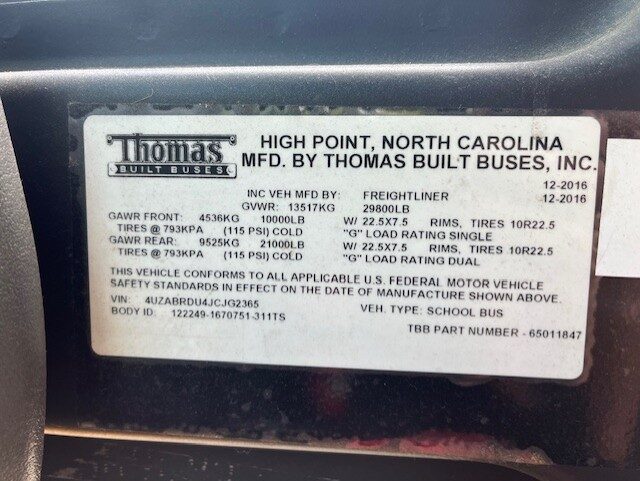 Thomas
BUILT BUSES
HIGH POINT, NORTH CAROLINA
MFD. BY THOMAS BUILT BUSES, INC.
12-2016
INC VEH MFD BY: FREIGHTLINER 12-2016
GVWR: 13517KG 29800LB
GAWR FRONT: 4536KG 10000LB W/ 22.5X7.5 RIMS, TIRES 10R22.5
TIRES @ 793KPA (115 PSI) COLD "G" LOAD RATING SINGLE
GAWR REAR: 9525KG 21000LB W/ 22.5X7.5 RIMS, TIRES 10R22.5
TIRES @ 793KPA (115 PSI) COLD "G" LOAD RATING DUAL
THIS VEHICLE CONFORMS TO ALL APPLICABLE U.S. FEDERAL MOTOR VEHICLE
SAFETY STANDARDS IN EFFECT ON THE DATE OF MANUFACTURE SHOWN ABOVE.
VIN: 4UZABRDU4JCJG2365 VEH. TYPE: SCHOOL BUS
BODY ID: 122249-1670751-311TS
TBB PART NUMBER - 65011847